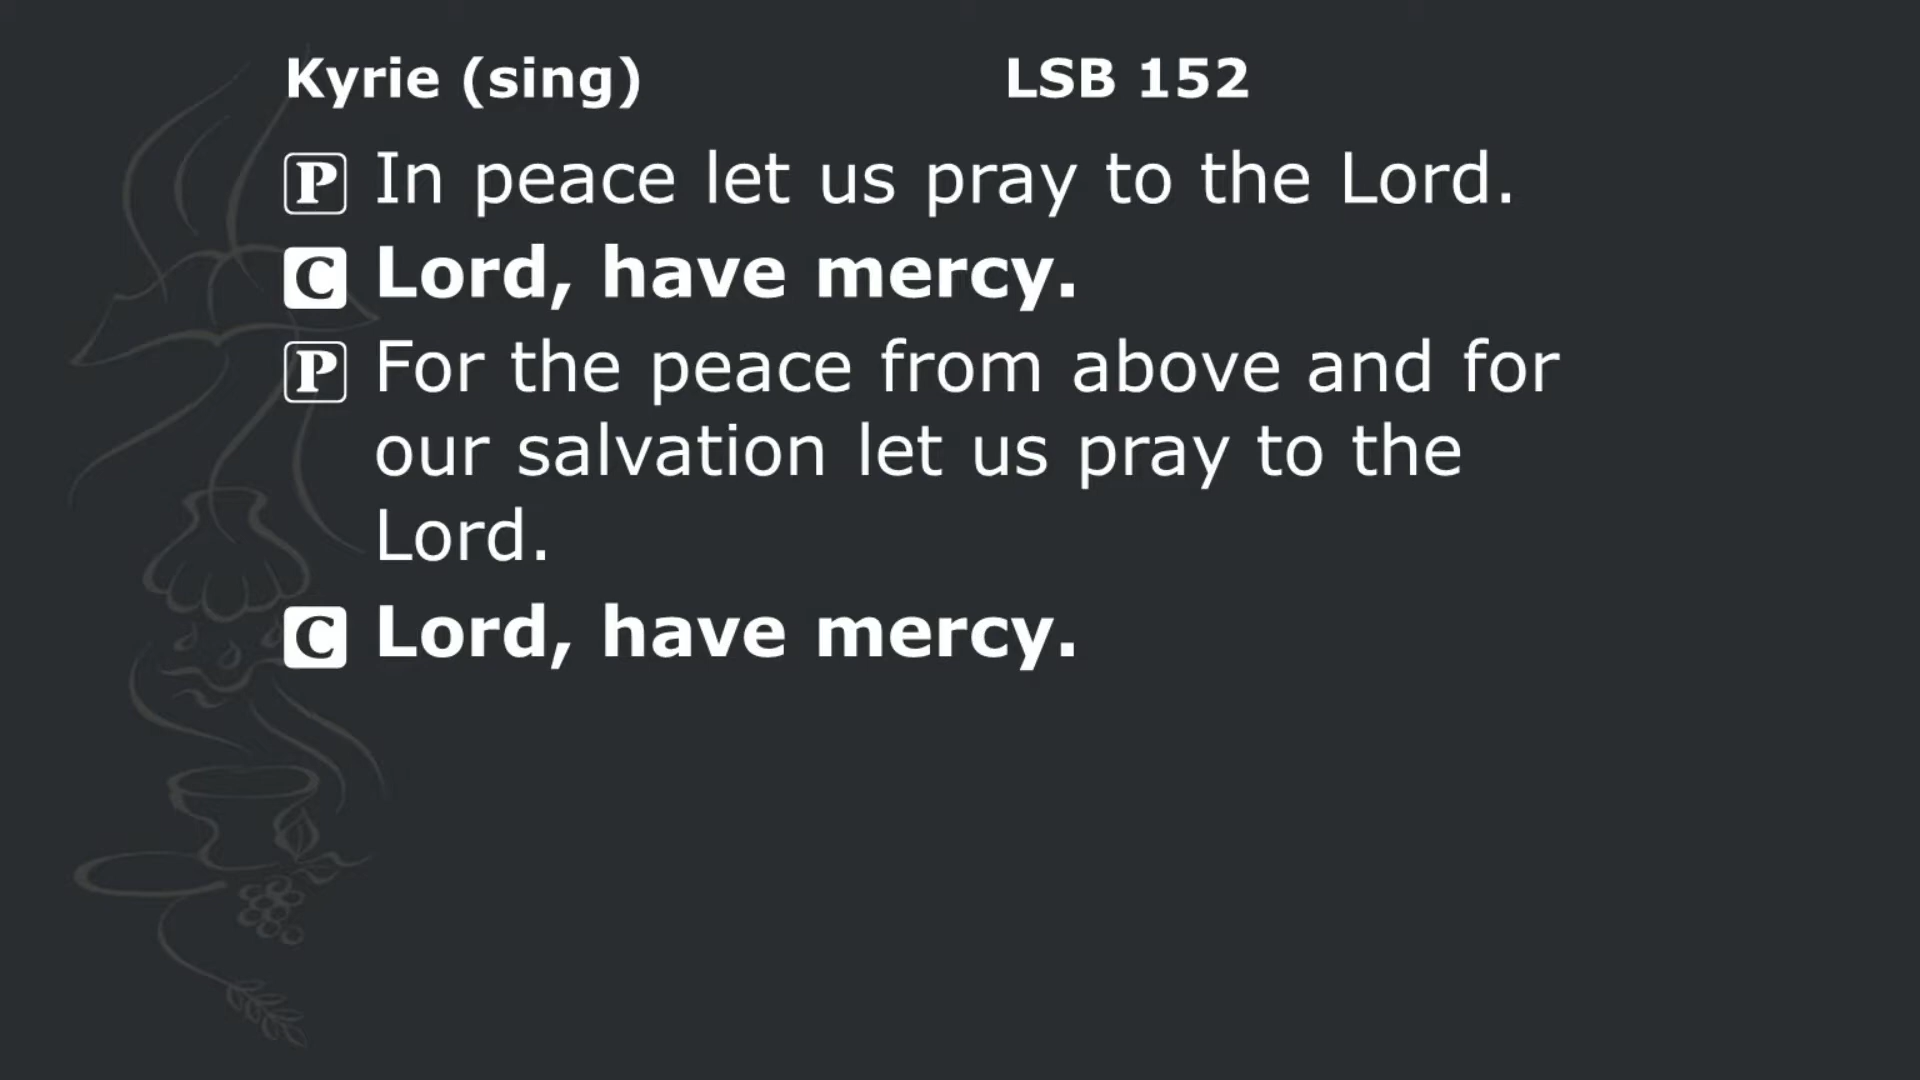 Kyrie (sing) LSB 152
P In peace let us pray to the Lord.
C Lord, have mercy.
P For the peace from above and for
our salvation let us pray to the
Lord.
C Lord, have mercy.